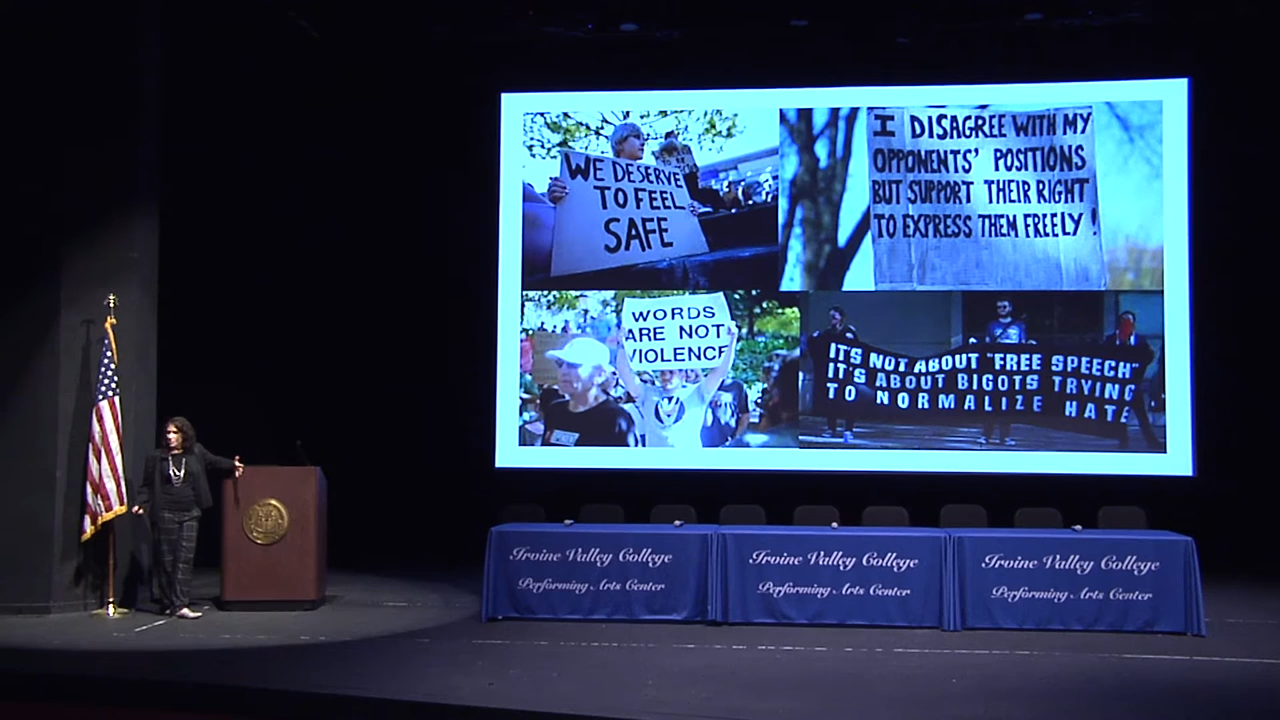 WE DESERVE
TO FEEL
SAFE
I DISAGREE WITH MY
OPPONENTS' POSITIONS
BUT SUPPORT THEIR RIGHT
TO EXPRESS THEM FREELY!
WORDS
ARE NOT
VIOLENCE
IT'S NOT ABOUT "FREE SPEECH"
IT'S ABOUT BIGOTS TRYING
TO NORMALIZE HATE
Irvine Valley College
Performing Arts Center
Irvine Valley College
Performing Arts Center
Irvine Valley College
Performing Arts Center